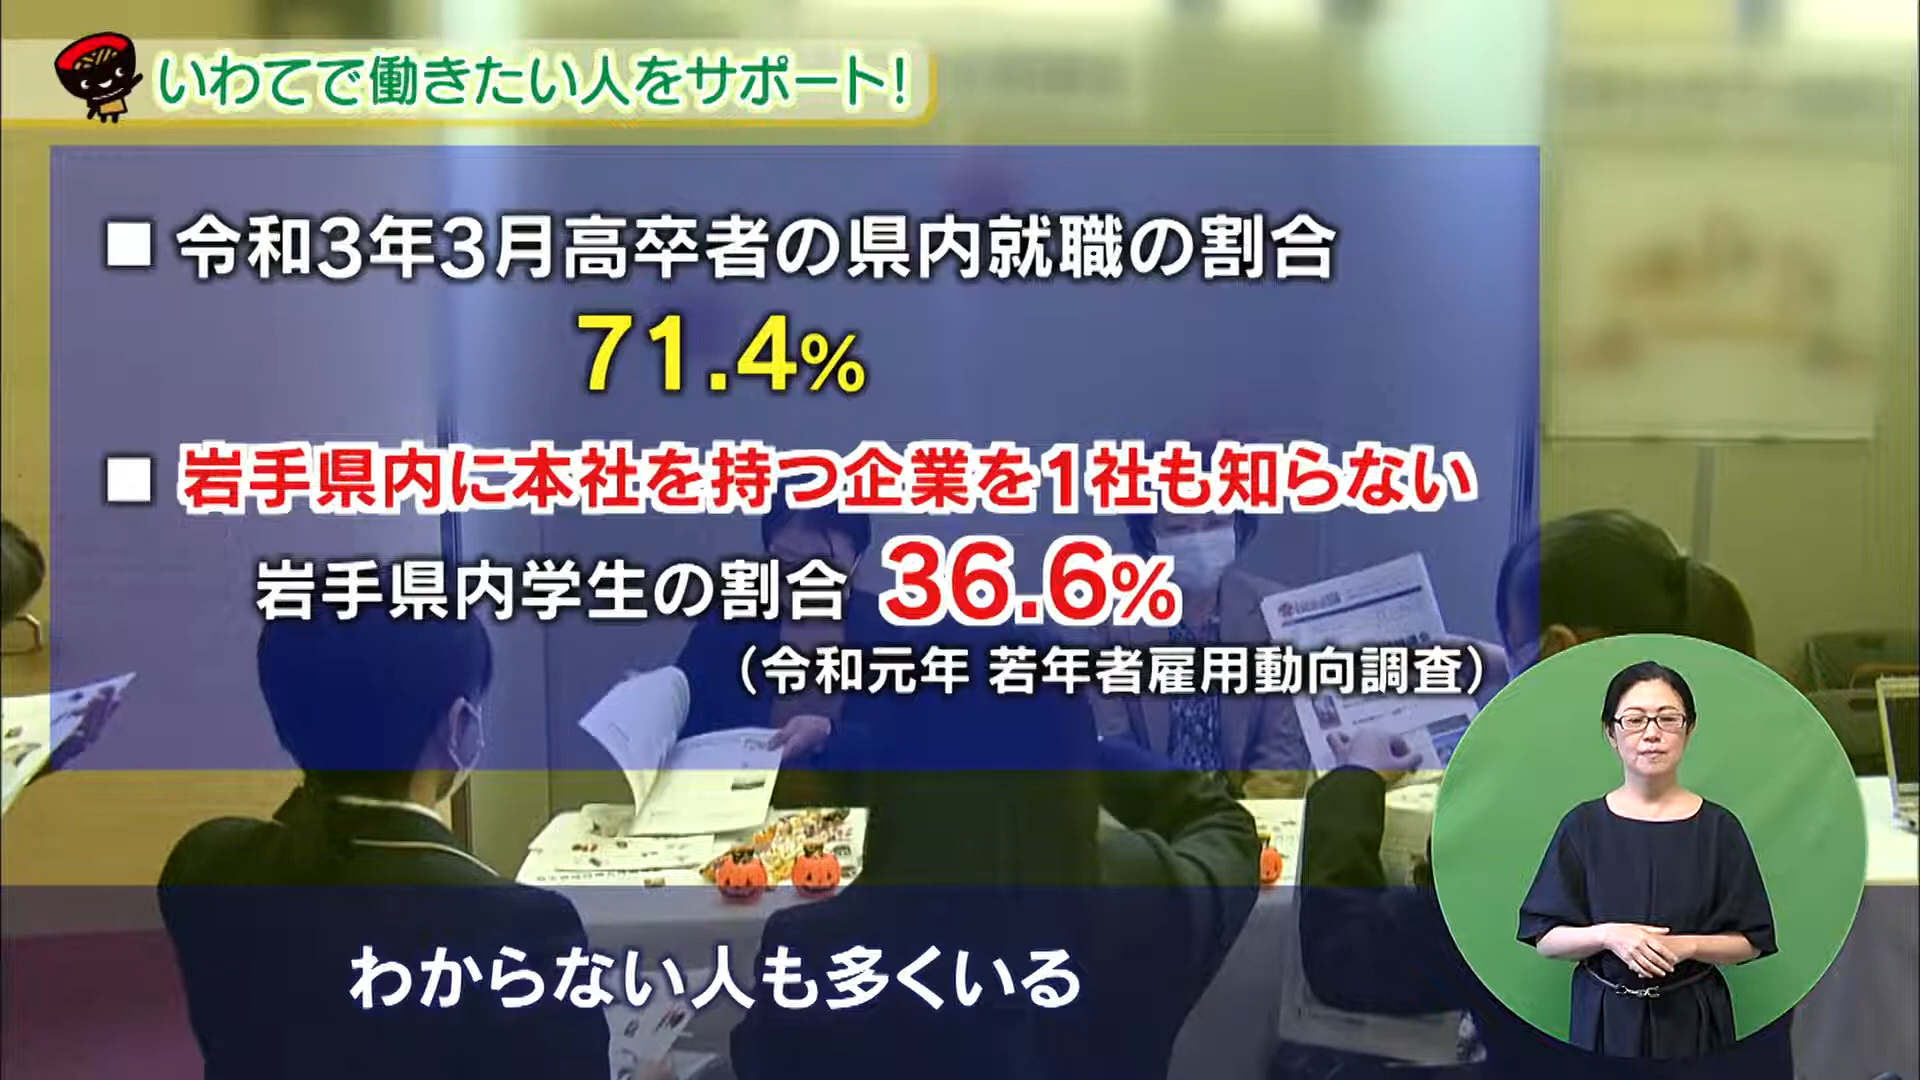 いわてで働きたい人をサポート!
■ 令和3年3月高卒者の県内就職の割合
71.4%
■ 岩手県内に本社を持つ企業を1社も知らない
岩手県内学生の割合 36.6%
(令和元年 若年者雇用動向調査)
わからない人も多くいる